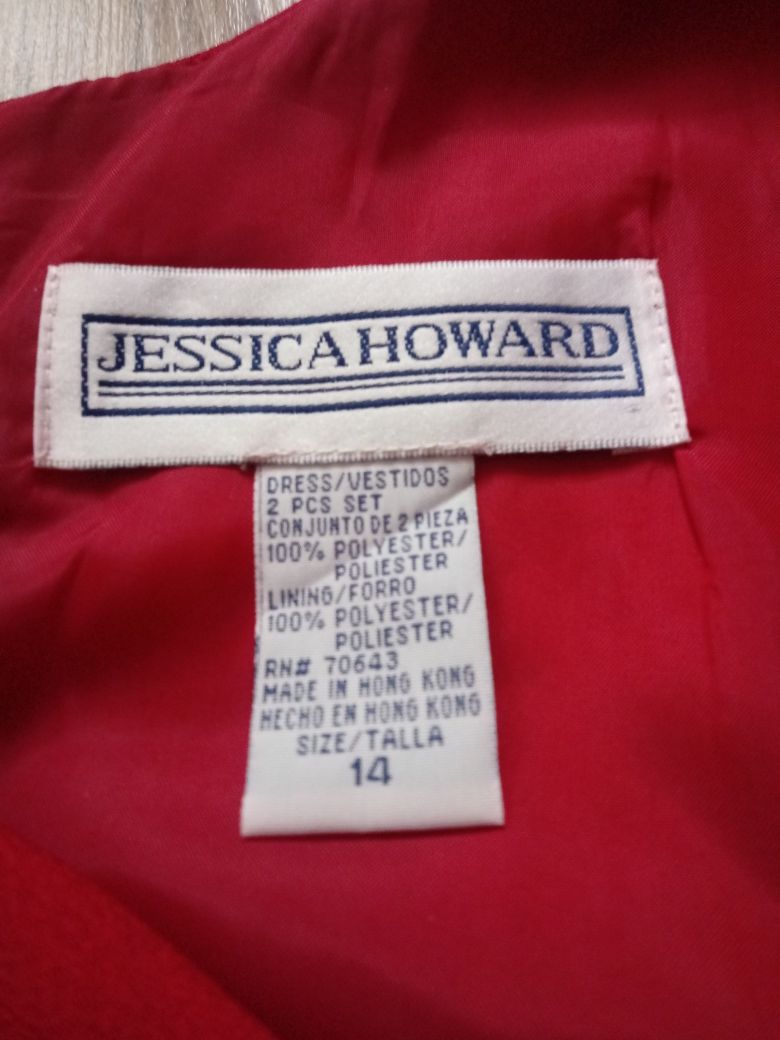 JESSICA HOWARD
DRESS/VESTIDOS
2 PCS SET
CONJUNTO DE 2 PIEZA
100% POLYESTER/
POLIESTER
LINING/FORRO
100% POLYESTER/
POLIESTER
RN# 70643
MADE IN HONG KONG
HECHO EN HONG KONG
SIZE/TALLA
14